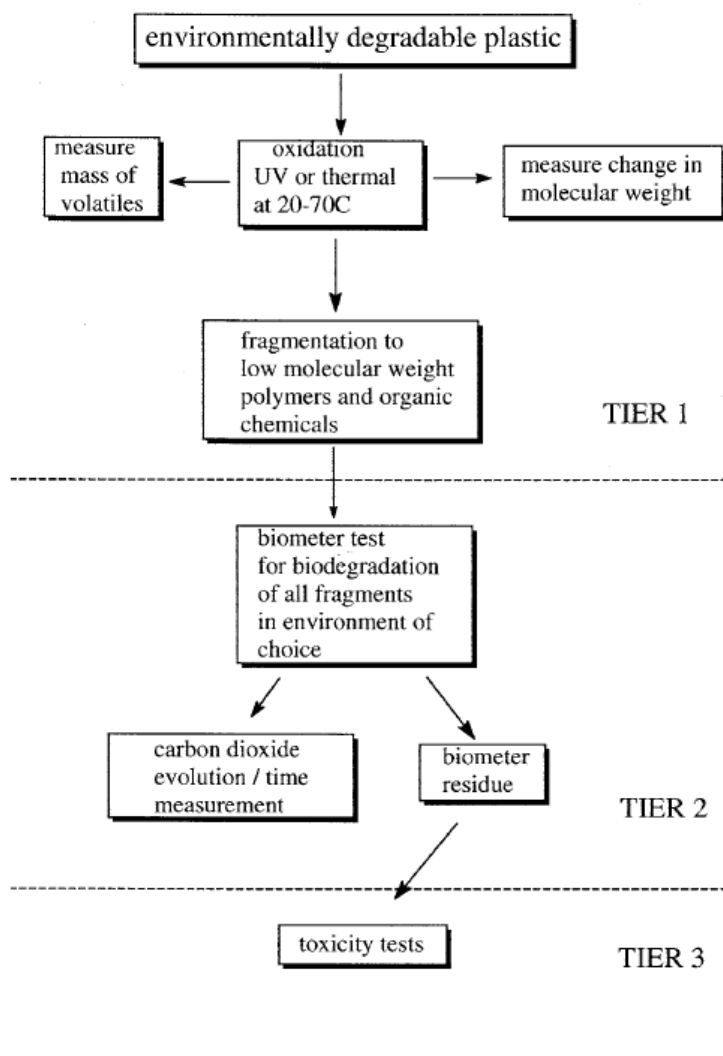 environmentally degradable plastic
measure
mass of
volatiles
oxidation
UV or thermal
at 20-70C
measure change in
molecular weight
fragmentation to
low molecular weight
polymers and organic
chemicals
TIER 1
biometer test
for biodegradation
of all fragments
in environment of
choice
carbon dioxide
evolution / time
measurement
biometer
residue
TIER 2
toxicity tests
TIER 3